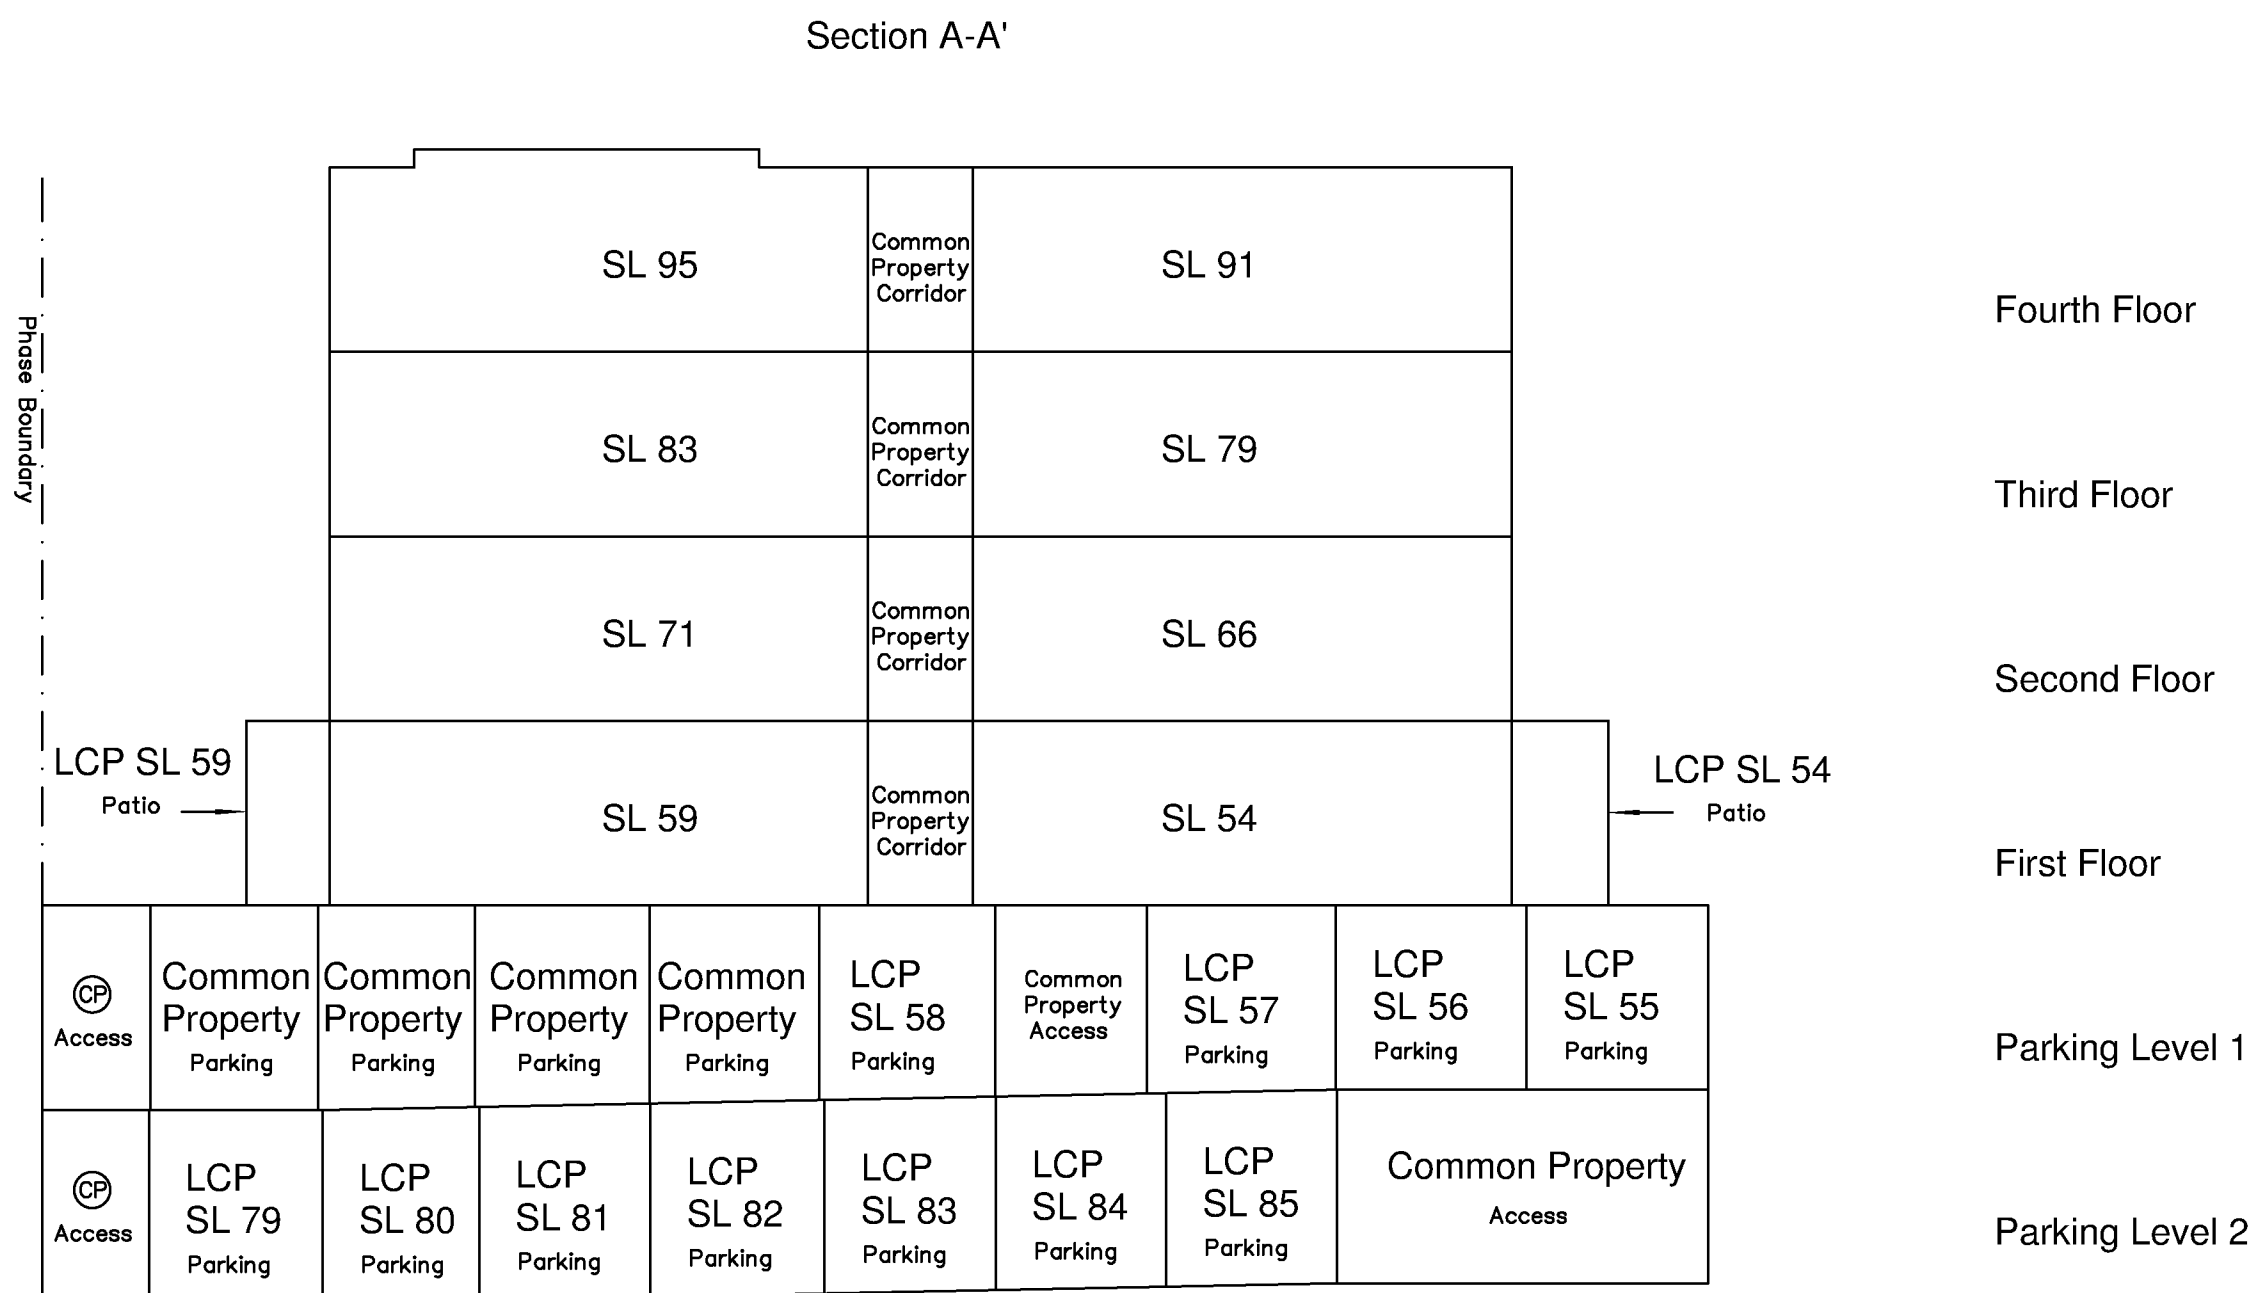 Section A-A'
Phase Boundary
SL 95
Common
Property
Corridor
SL 91
Fourth Floor
SL 83
Common
Property
Corridor
SL 79
Third Floor
SL 71
Common
Property
Corridor
SL 66
Second Floor
LCP SL 59
Patio
SL 59
Common
Property
Corridor
SL 54
LCP SL 54
Patio
First Floor
CP
Access
Common
Property
Parking
Common
Property
Parking
Common
Property
Parking
Common
Property
Parking
LCP
SL 58
Parking
Common
Property
Access
LCP
SL 57
Parking
LCP
SL 56
Parking
LCP
SL 55
Parking
Parking Level 1
CP
Access
LCP
SL 79
Parking
LCP
SL 80
Parking
LCP
SL 81
Parking
LCP
SL 82
Parking
LCP
SL 83
Parking
LCP
SL 84
Parking
LCP
SL 85
Parking
Common Property
Access
Parking Level 2